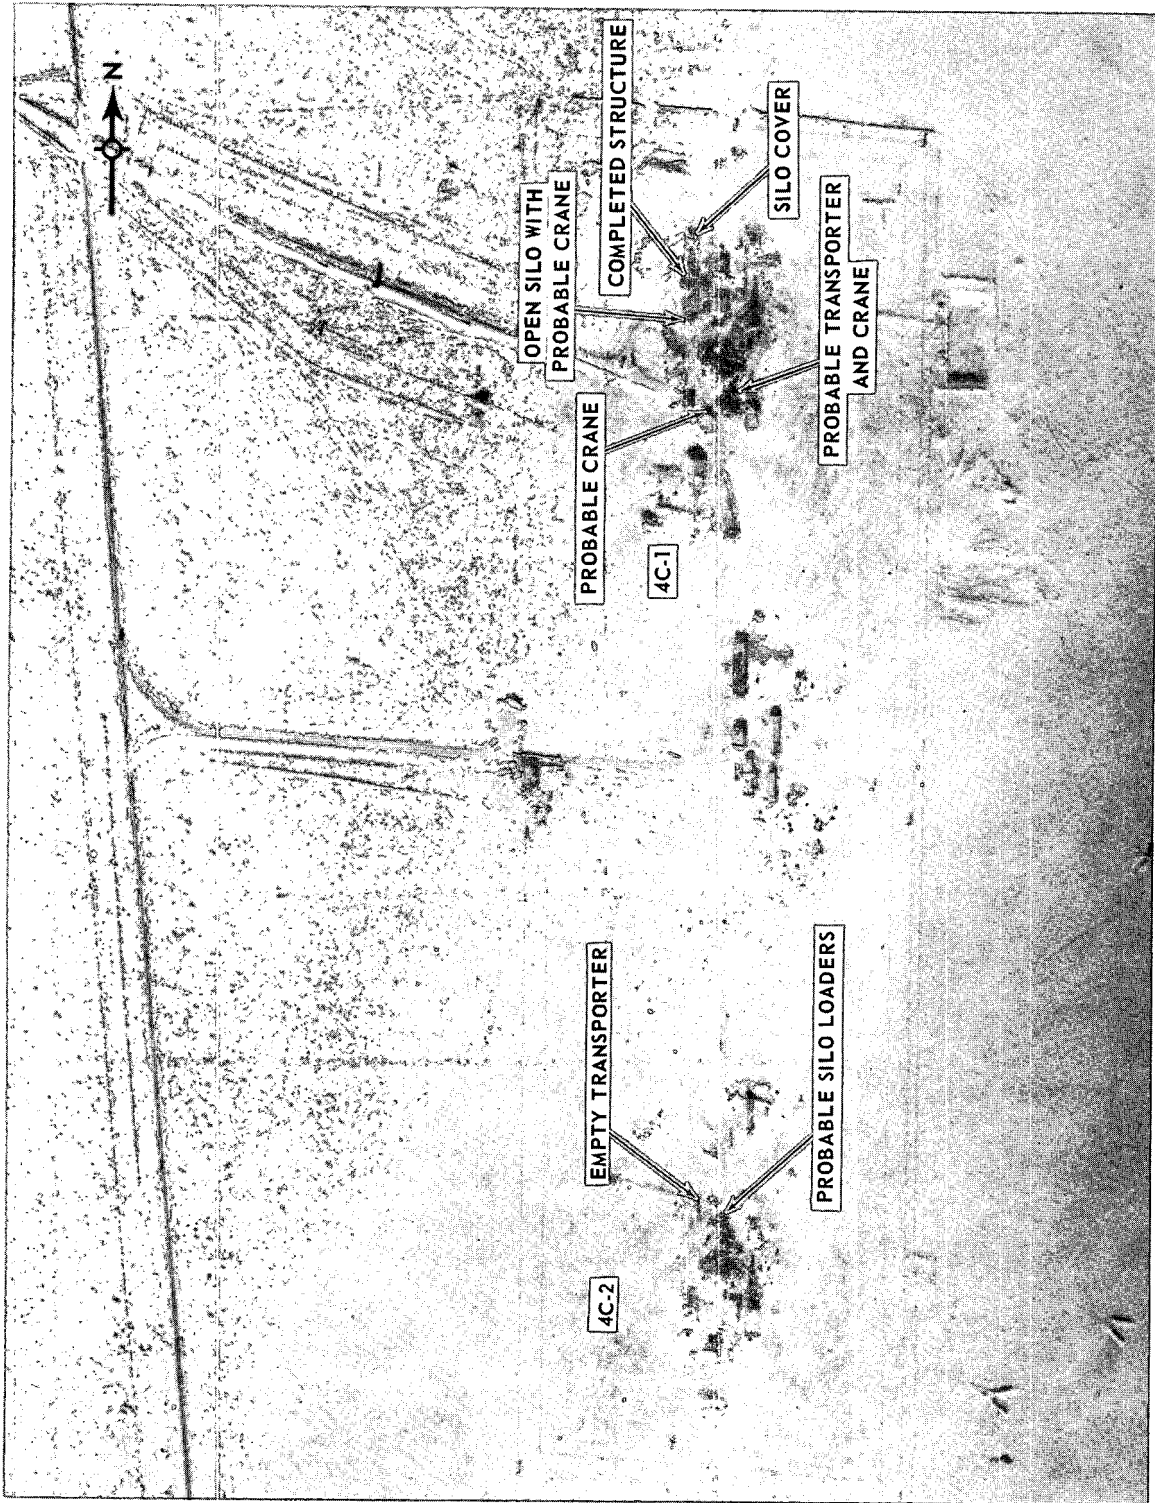 N
OPEN SILO WITH
PROBABLE CRANE
COMPLETED STRUCTURE
SILO COVER
PROBABLE CRANE
PROBABLE TRANSPORTER
AND CRANE
4C-1
EMPTY TRANSPORTER
PROBABLE SILO LOADERS
4C-2